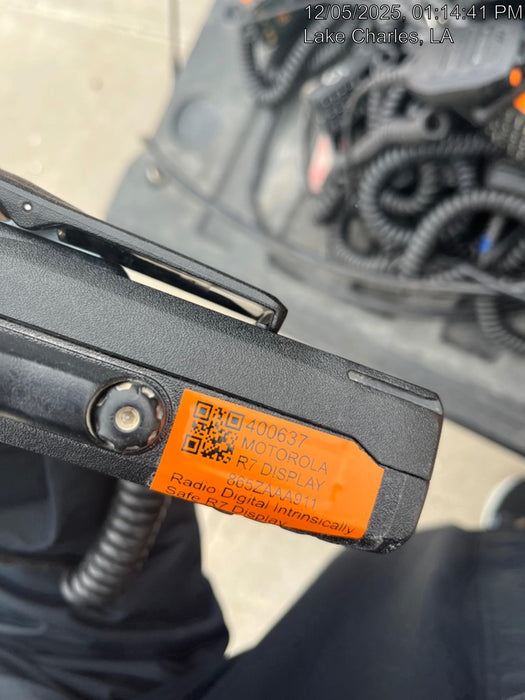 12/05/2025, 01:14:41 PM
Lake Charles, LA
400637
MOTOROLA
R7 DISPLAY
865ZAAA911
Radio Digital Intrinsically
Safe R7 Display